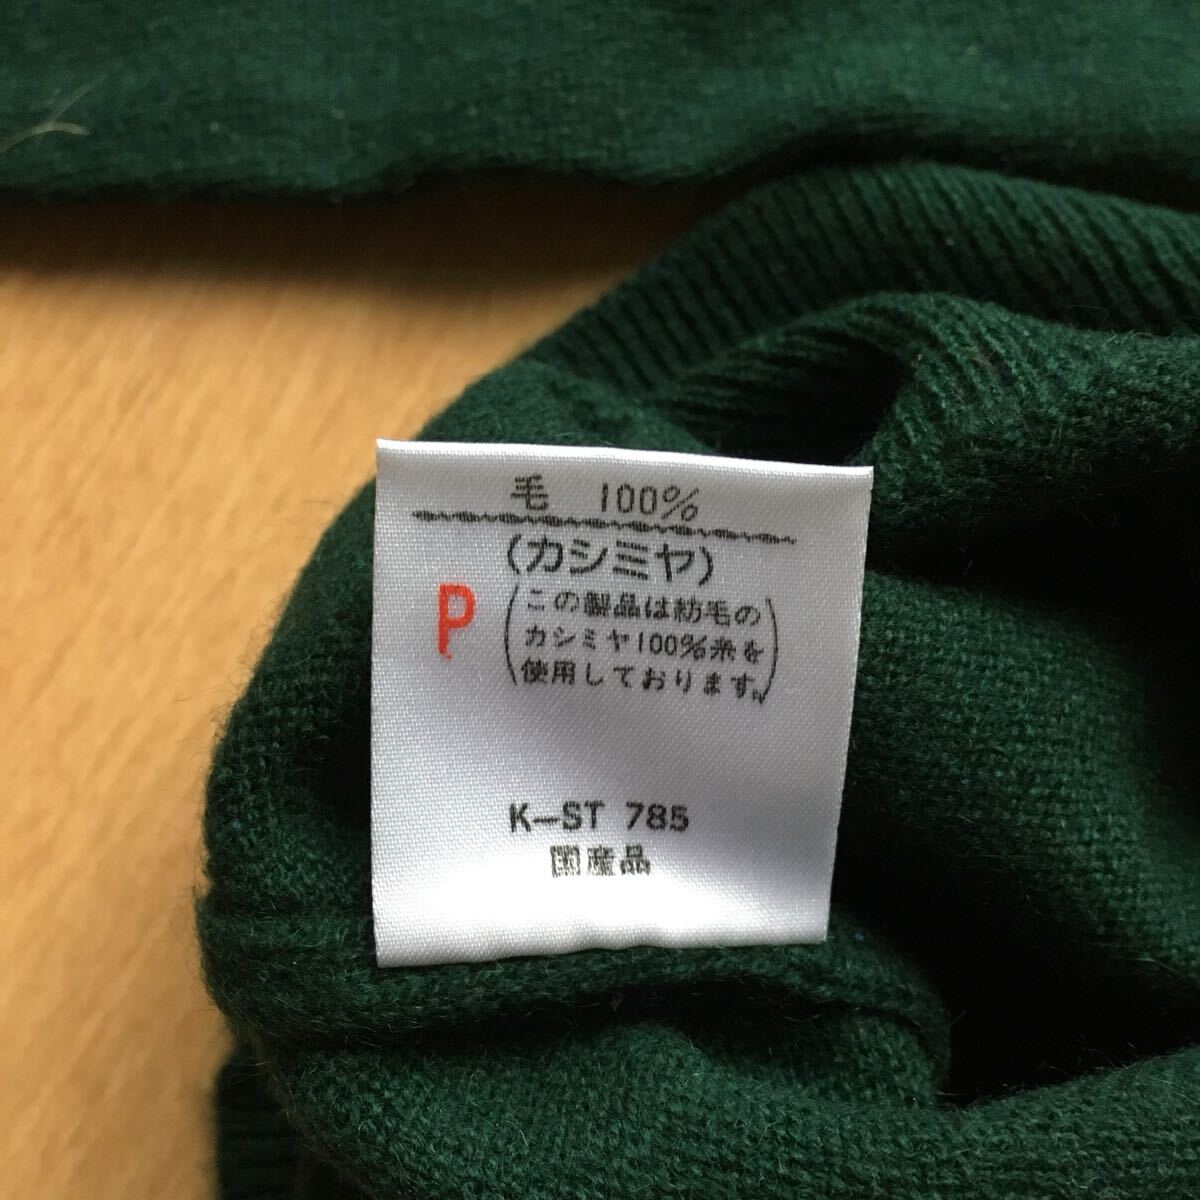 毛 100%
(カシミヤ)
P
(この製品は紡毛の
カシミヤ100%糸を
使用しております。)
K-ST 785
国産品